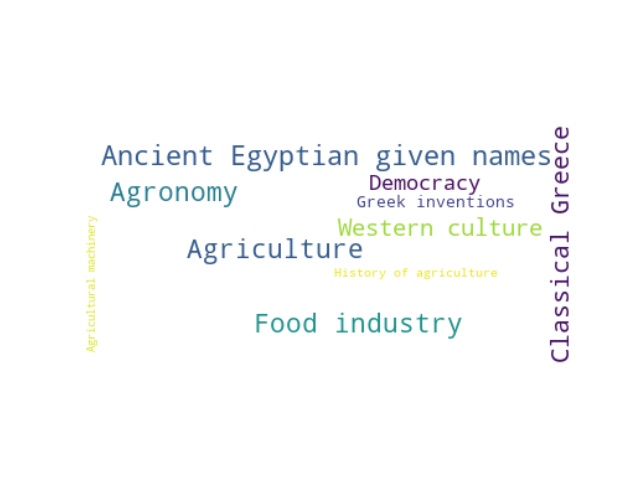 Ancient Egyptian given names
Agronomy
Democracy
Greek inventions
Western culture
Agriculture
History of agriculture
Food industry
Agricultural machinery
Classical Greece